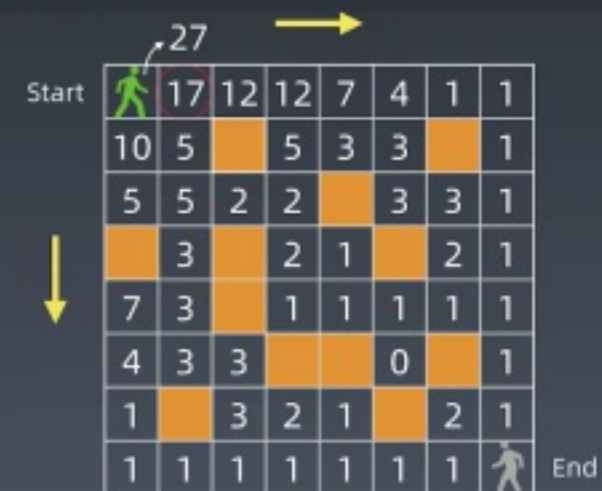 27
Start 17 12 12 7 4 1 1
10 5 5 3 3 1
5 5 2 2 3 3 1
3 2 1 2 1
7 3 1 1 1 1 1
4 3 3 0 1
1 3 2 1 2 1
1 1 1 1 1 1 1 End